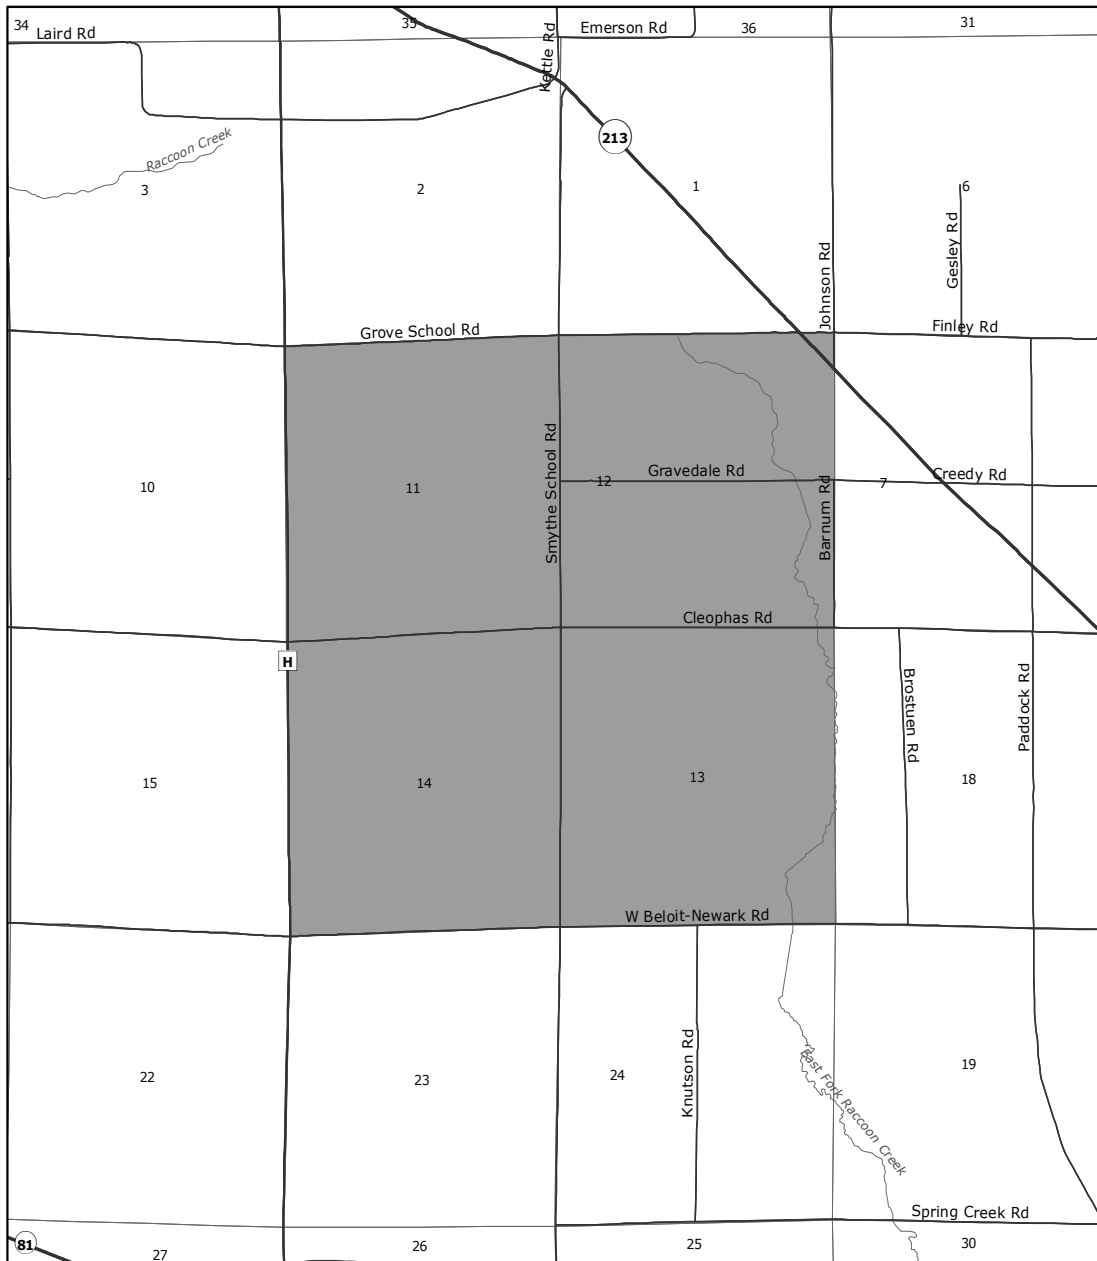 34
Laird Rd
35
Kettle Rd
Emerson Rd
36
31
213
Raccoon Creek
3
2
1
6
Gesley Rd
Johnson Rd
Grove School Rd
Finley Rd
10
11
Smythe School Rd
12
Gravedale Rd
Barnum Rd
7
Creedy Rd
Cleophas Rd
H
15
14
13
Brostuen Rd
18
Paddock Rd
W Beloit-Newark Rd
22
23
24
Knutson Rd
East Fork Raccoon Creek
19
Spring Creek Rd
81
27
26
25
30